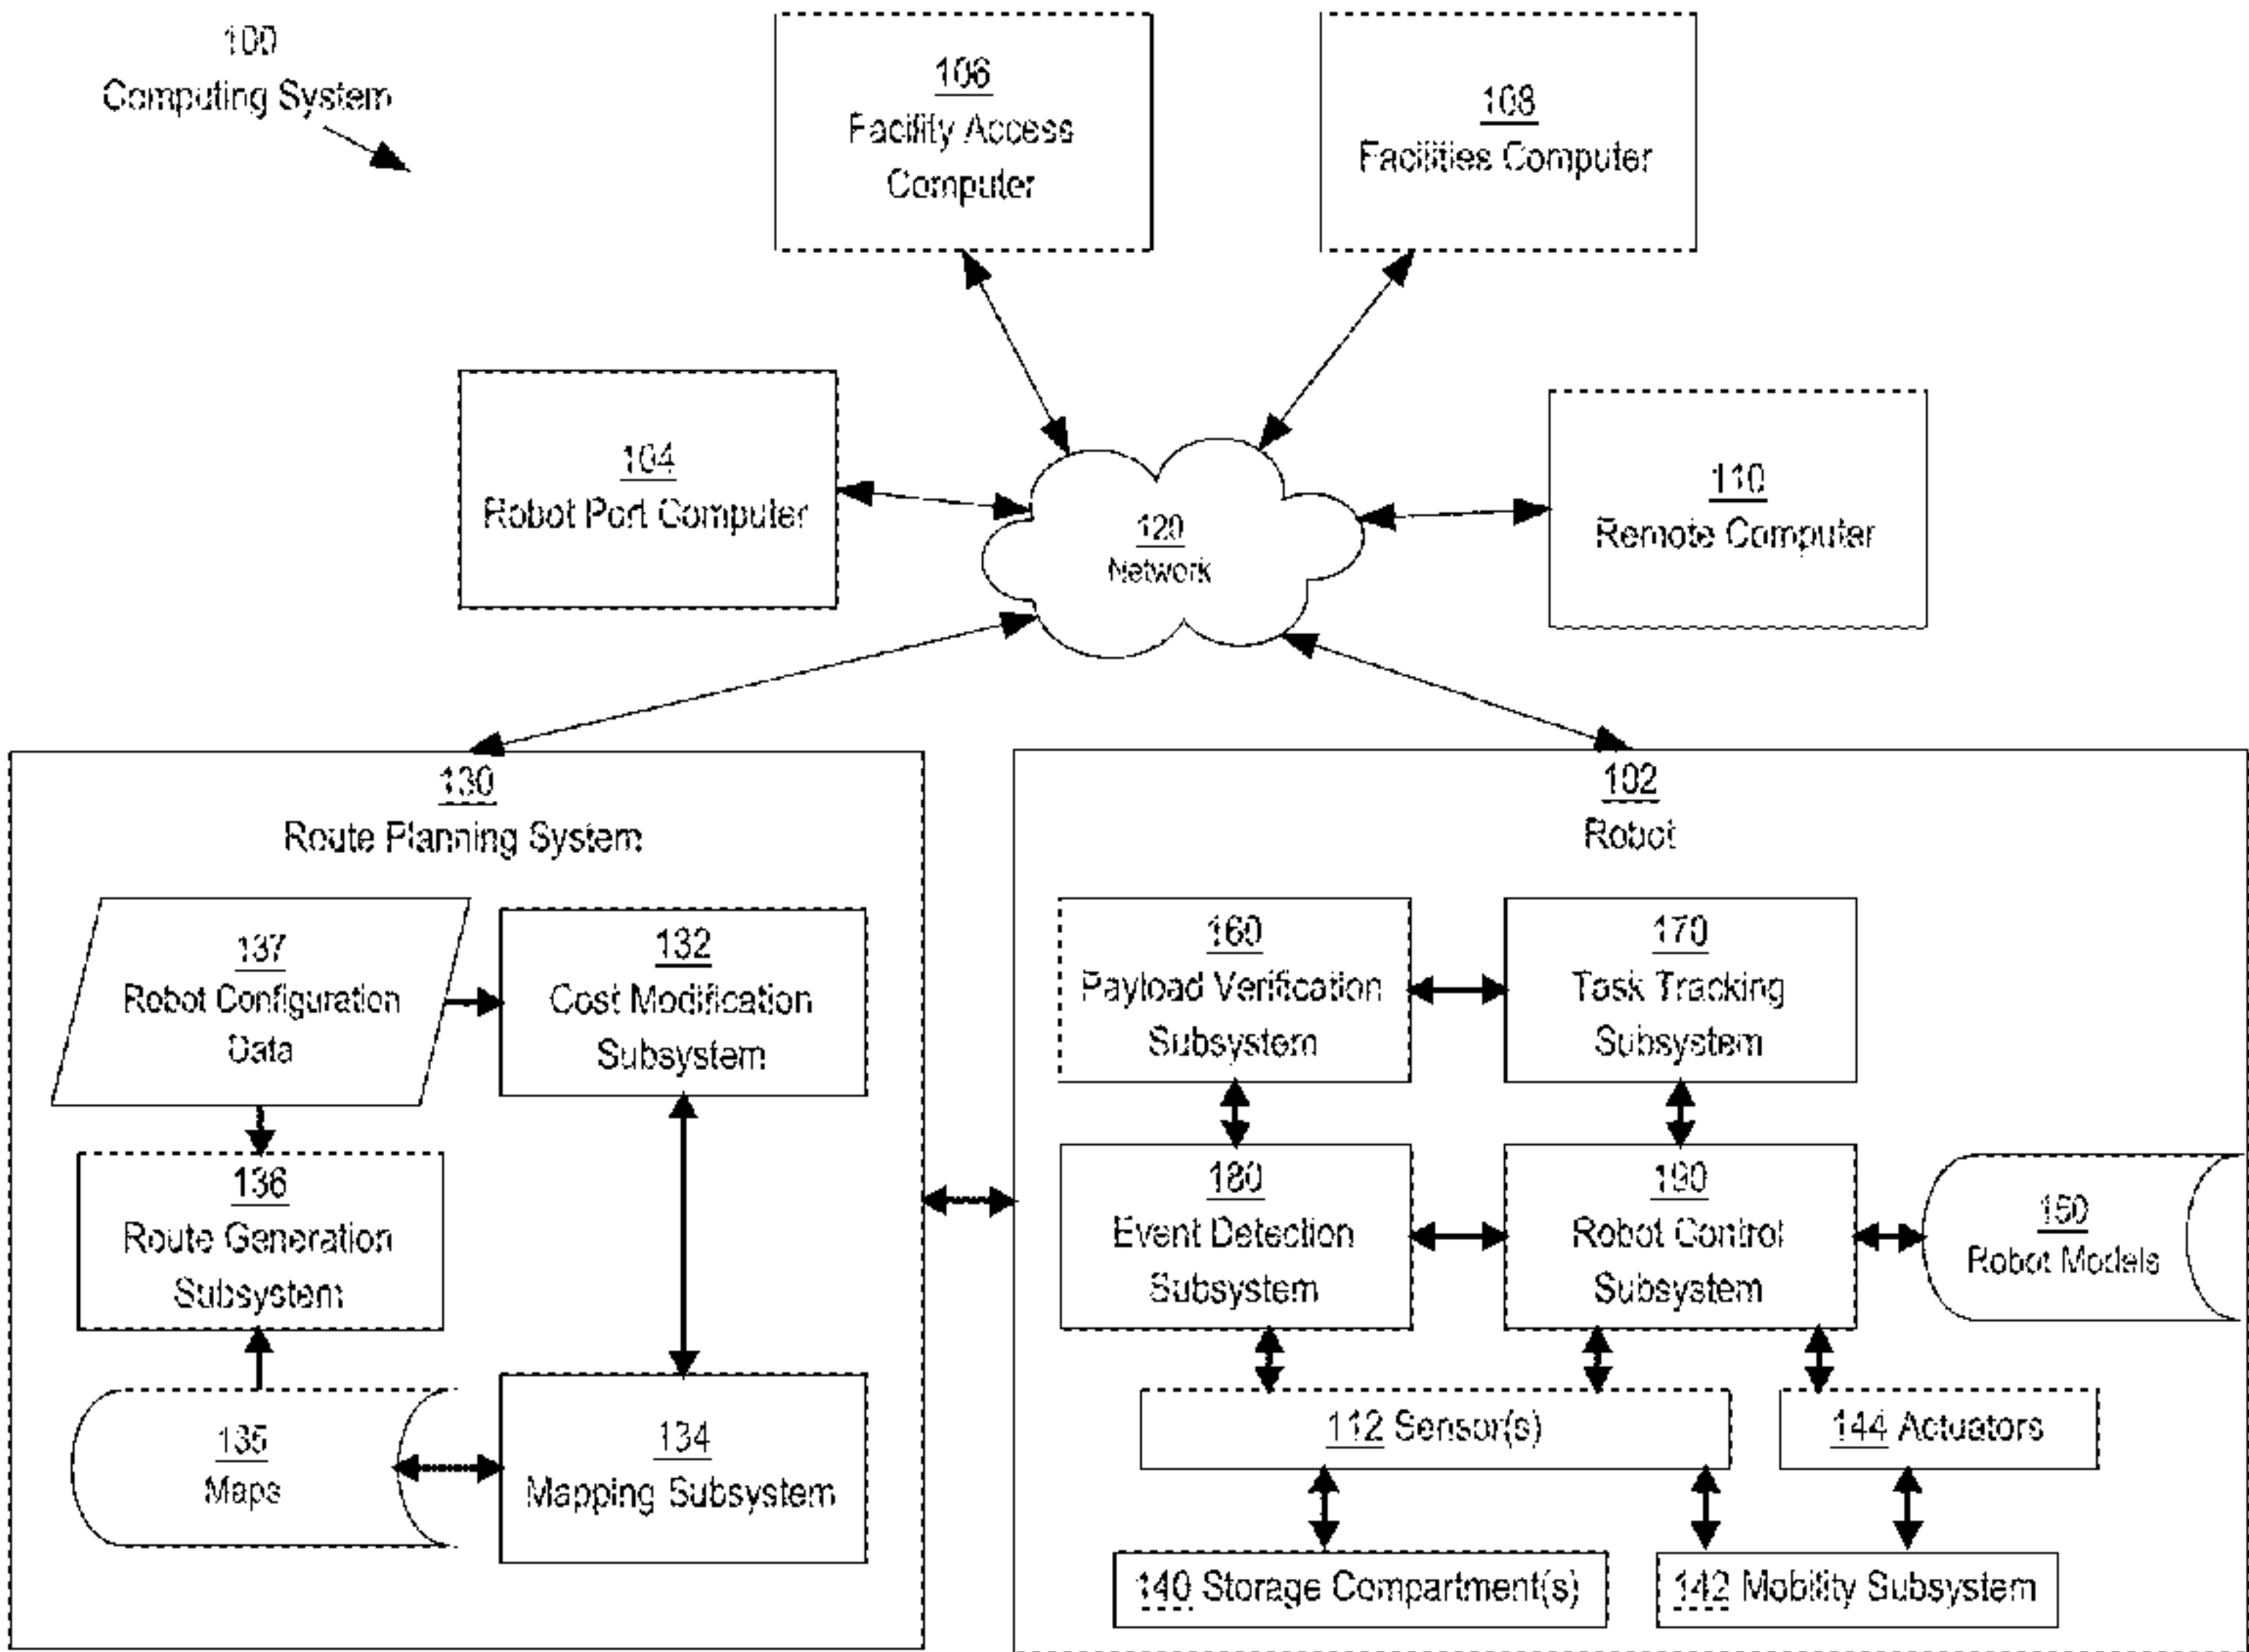 100
Computing System
106
Facility Access
Computer
108
Facilities Computer
104
Robot Port Computer
120
Network
110
Remote Computer
130
Route Planning System
137
Robot Configuration
Data
132
Cost Modification
Subsystem
136
Route Generation
Subsystem
135
Maps
134
Mapping Subsystem
102
Robot
160
Payload Verification
Subsystem
170
Task Tracking
Subsystem
180
Event Detection
Subsystem
190
Robot Control
Subsystem
150
Robot Models
112 Sensor(s)
144 Actuators
140 Storage Compartment(s)
142 Mobility Subsystem